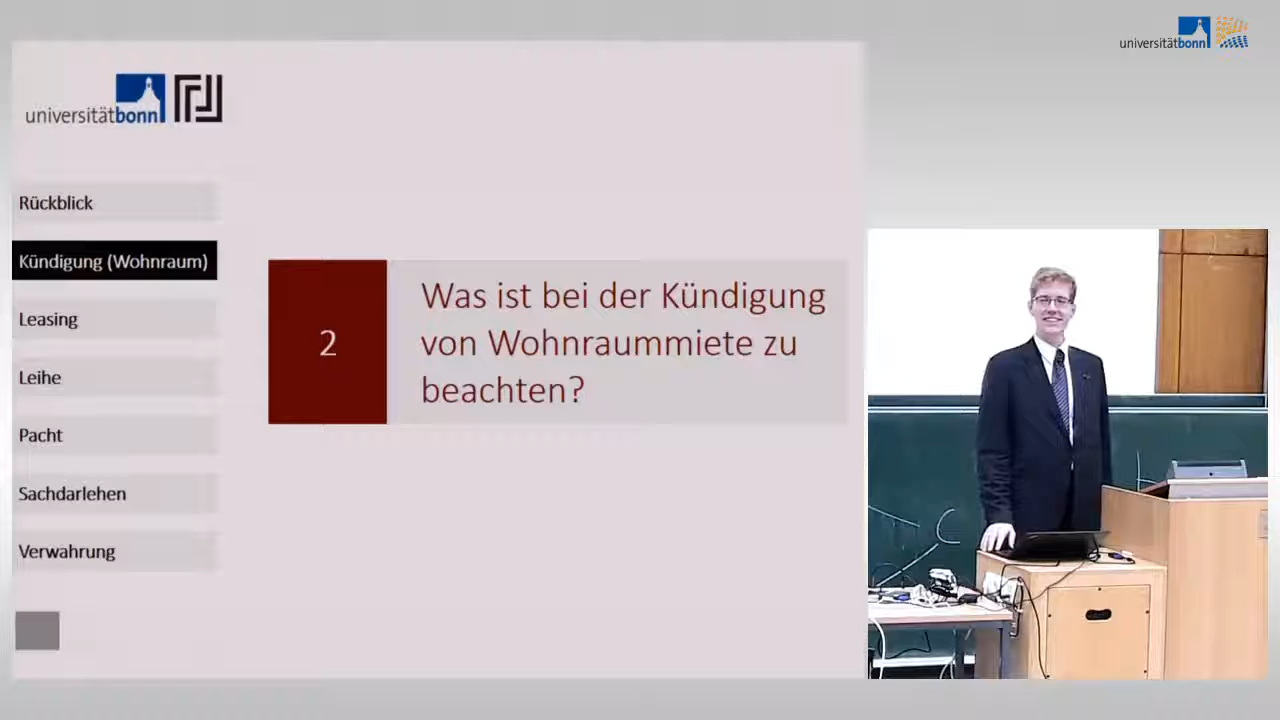 universitätbonn
universitätbonn
Rückblick
Kündigung (Wohnraum)
Leasing
Leihe
Pacht
Sachdarlehen
Verwahrung
2
Was ist bei der Kündigung
von Wohnraummiete zu
beachten?